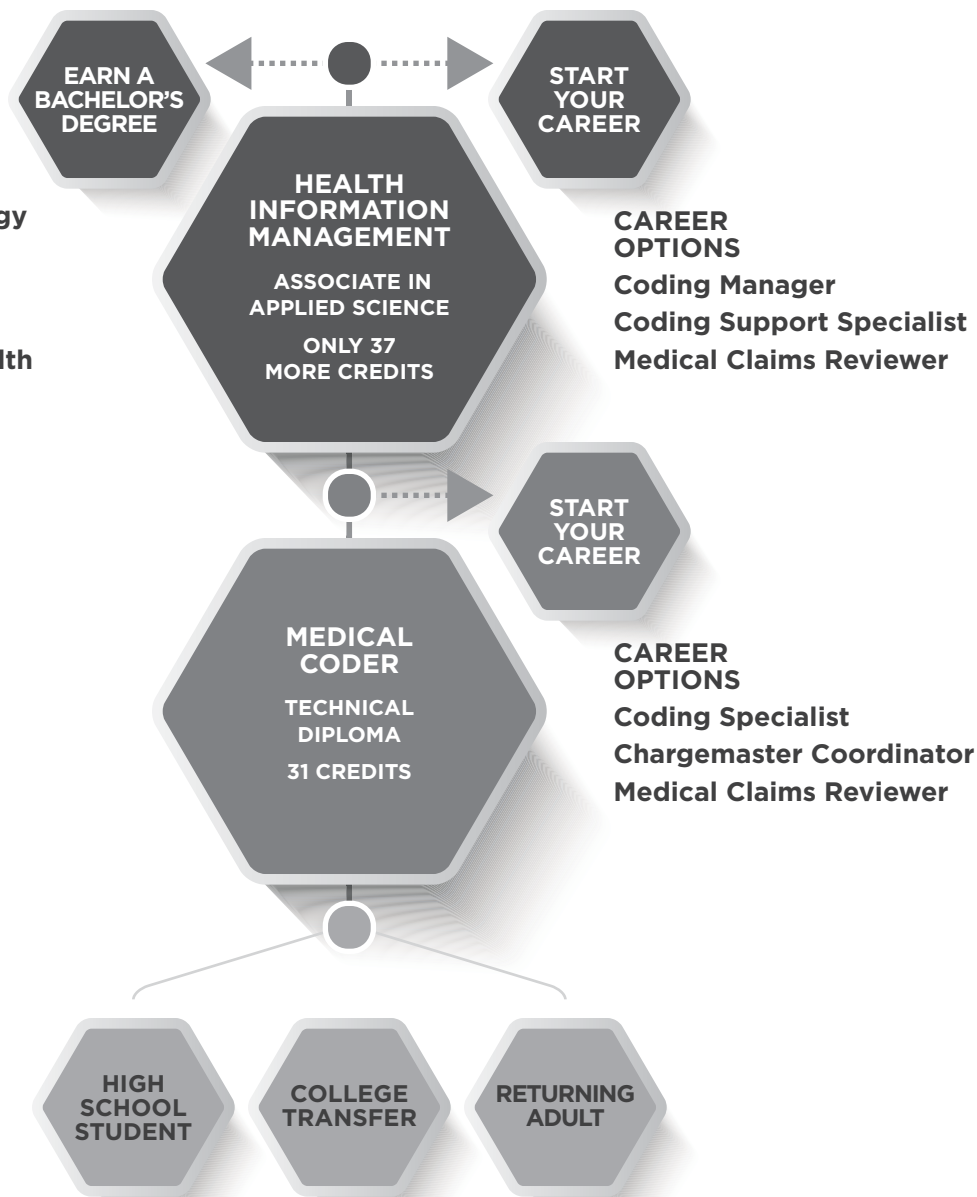 EARN A
BACHELOR'S
DEGREE
START
YOUR
CAREER
HEALTH
INFORMATION
MANAGEMENT
ASSOCIATE IN
APPLIED SCIENCE
ONLY 37
MORE CREDITS
CAREER
OPTIONS
Coding Manager
Coding Support Specialist
Medical Claims Reviewer
START
YOUR
CAREER
MEDICAL
CODER
TECHNICAL
DIPLOMA
31 CREDITS
CAREER
OPTIONS
Coding Specialist
Chargemaster Coordinator
Medical Claims Reviewer
HIGH
SCHOOL
STUDENT
COLLEGE
TRANSFER
RETURNING
ADULT